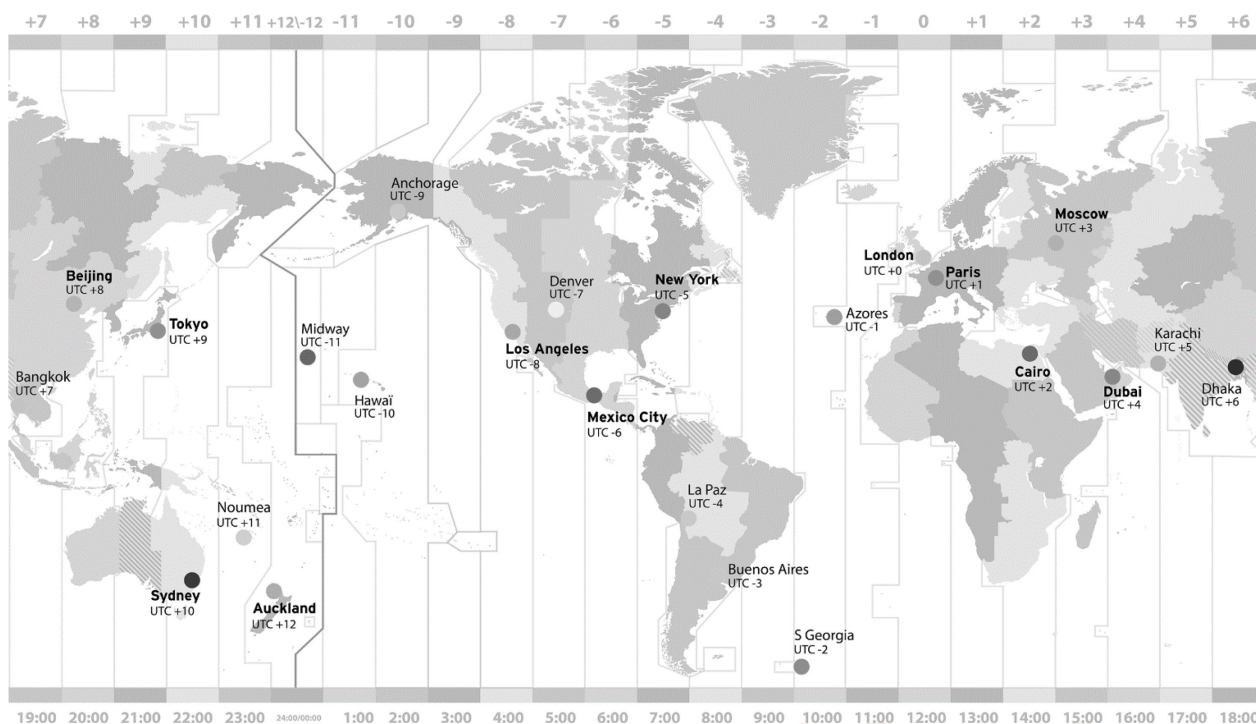 +7 +8 +9 +10 +11 +12\-12 -11 -10 -9 -8 -7 -6 -5 -4 -3 -2 -1 0 +1 +2 +3 +4 +5 +6
Anchorage
UTC -9
Moscow
UTC +3
London
UTC +0
Paris
UTC +1
Beijing
UTC +8
Denver
UTC -7
New York
UTC -5
Azores
UTC -1
Tokyo
UTC +9
Midway
UTC -11
Karachi
UTC +5
Los Angeles
UTC -8
Bangkok
UTC +7
Hawaï
UTC -10
Cairo
UTC +2
Dubai
UTC +4
Dhaka
UTC +6
Mexico City
UTC -6
La Paz
UTC -4
Noumea
UTC +11
Buenos Aires
UTC -3
Sydney
UTC +10
Auckland
UTC +12
S Georgia
UTC -2
19:00 20:00 21:00 22:00 23:00 24:00/00:00 1:00 2:00 3:00 4:00 5:00 6:00 7:00 8:00 9:00 10:00 11:00 12:00 13:00 14:00 15:00 16:00 17:00 18:00